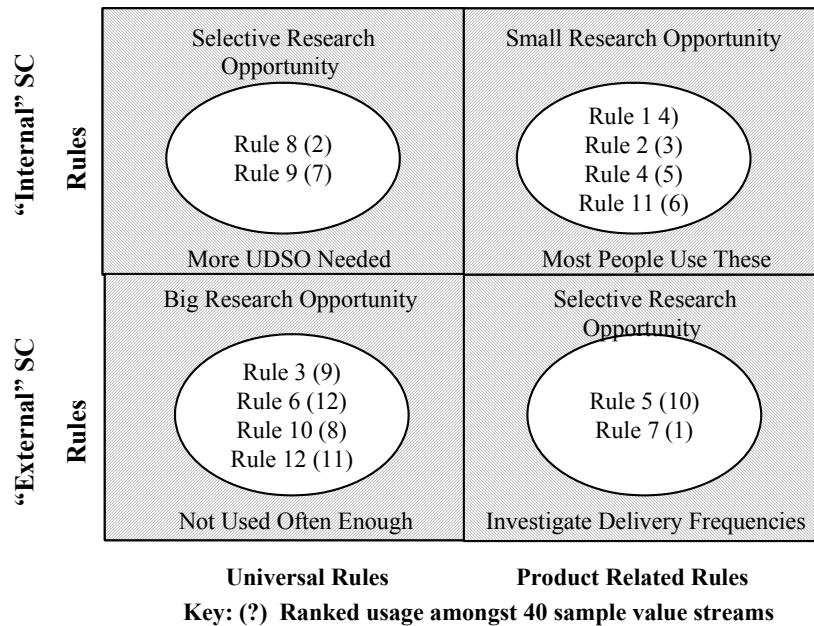 "Internal" SC
Rules
Selective Research
Opportunity
Rule 8 (2)
Rule 9 (7)
More UDSO Needed
Small Research Opportunity
Rule 1 4)
Rule 2 (3)
Rule 4 (5)
Rule 11 (6)
Most People Use These
“External” SC
Rules
Big Research Opportunity
Rule 3 (9)
Rule 6 (12)
Rule 10 (8)
Rule 12 (11)
Not Used Often Enough
Selective Research
Opportunity
Rule 5 (10)
Rule 7 (1)
Investigate Delivery Frequencies
Universal Rules
Product Related Rules
Key: (?) Ranked usage amongst 40 sample value streams